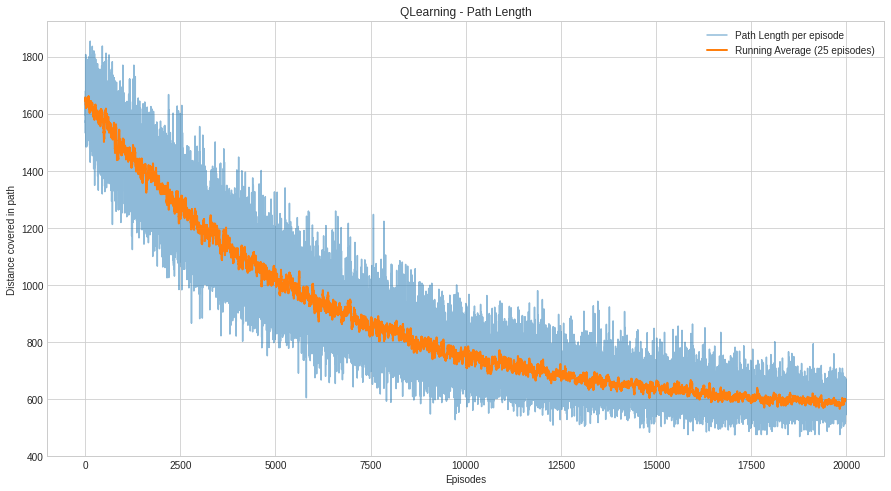 QLearning - Path Length
Path Length per episode
Running Average (25 episodes)
Distance covered in path
1800
1600
1400
1200
1000
800
600
400
0 2500 5000 7500 10000 12500 15000 17500 20000
Episodes